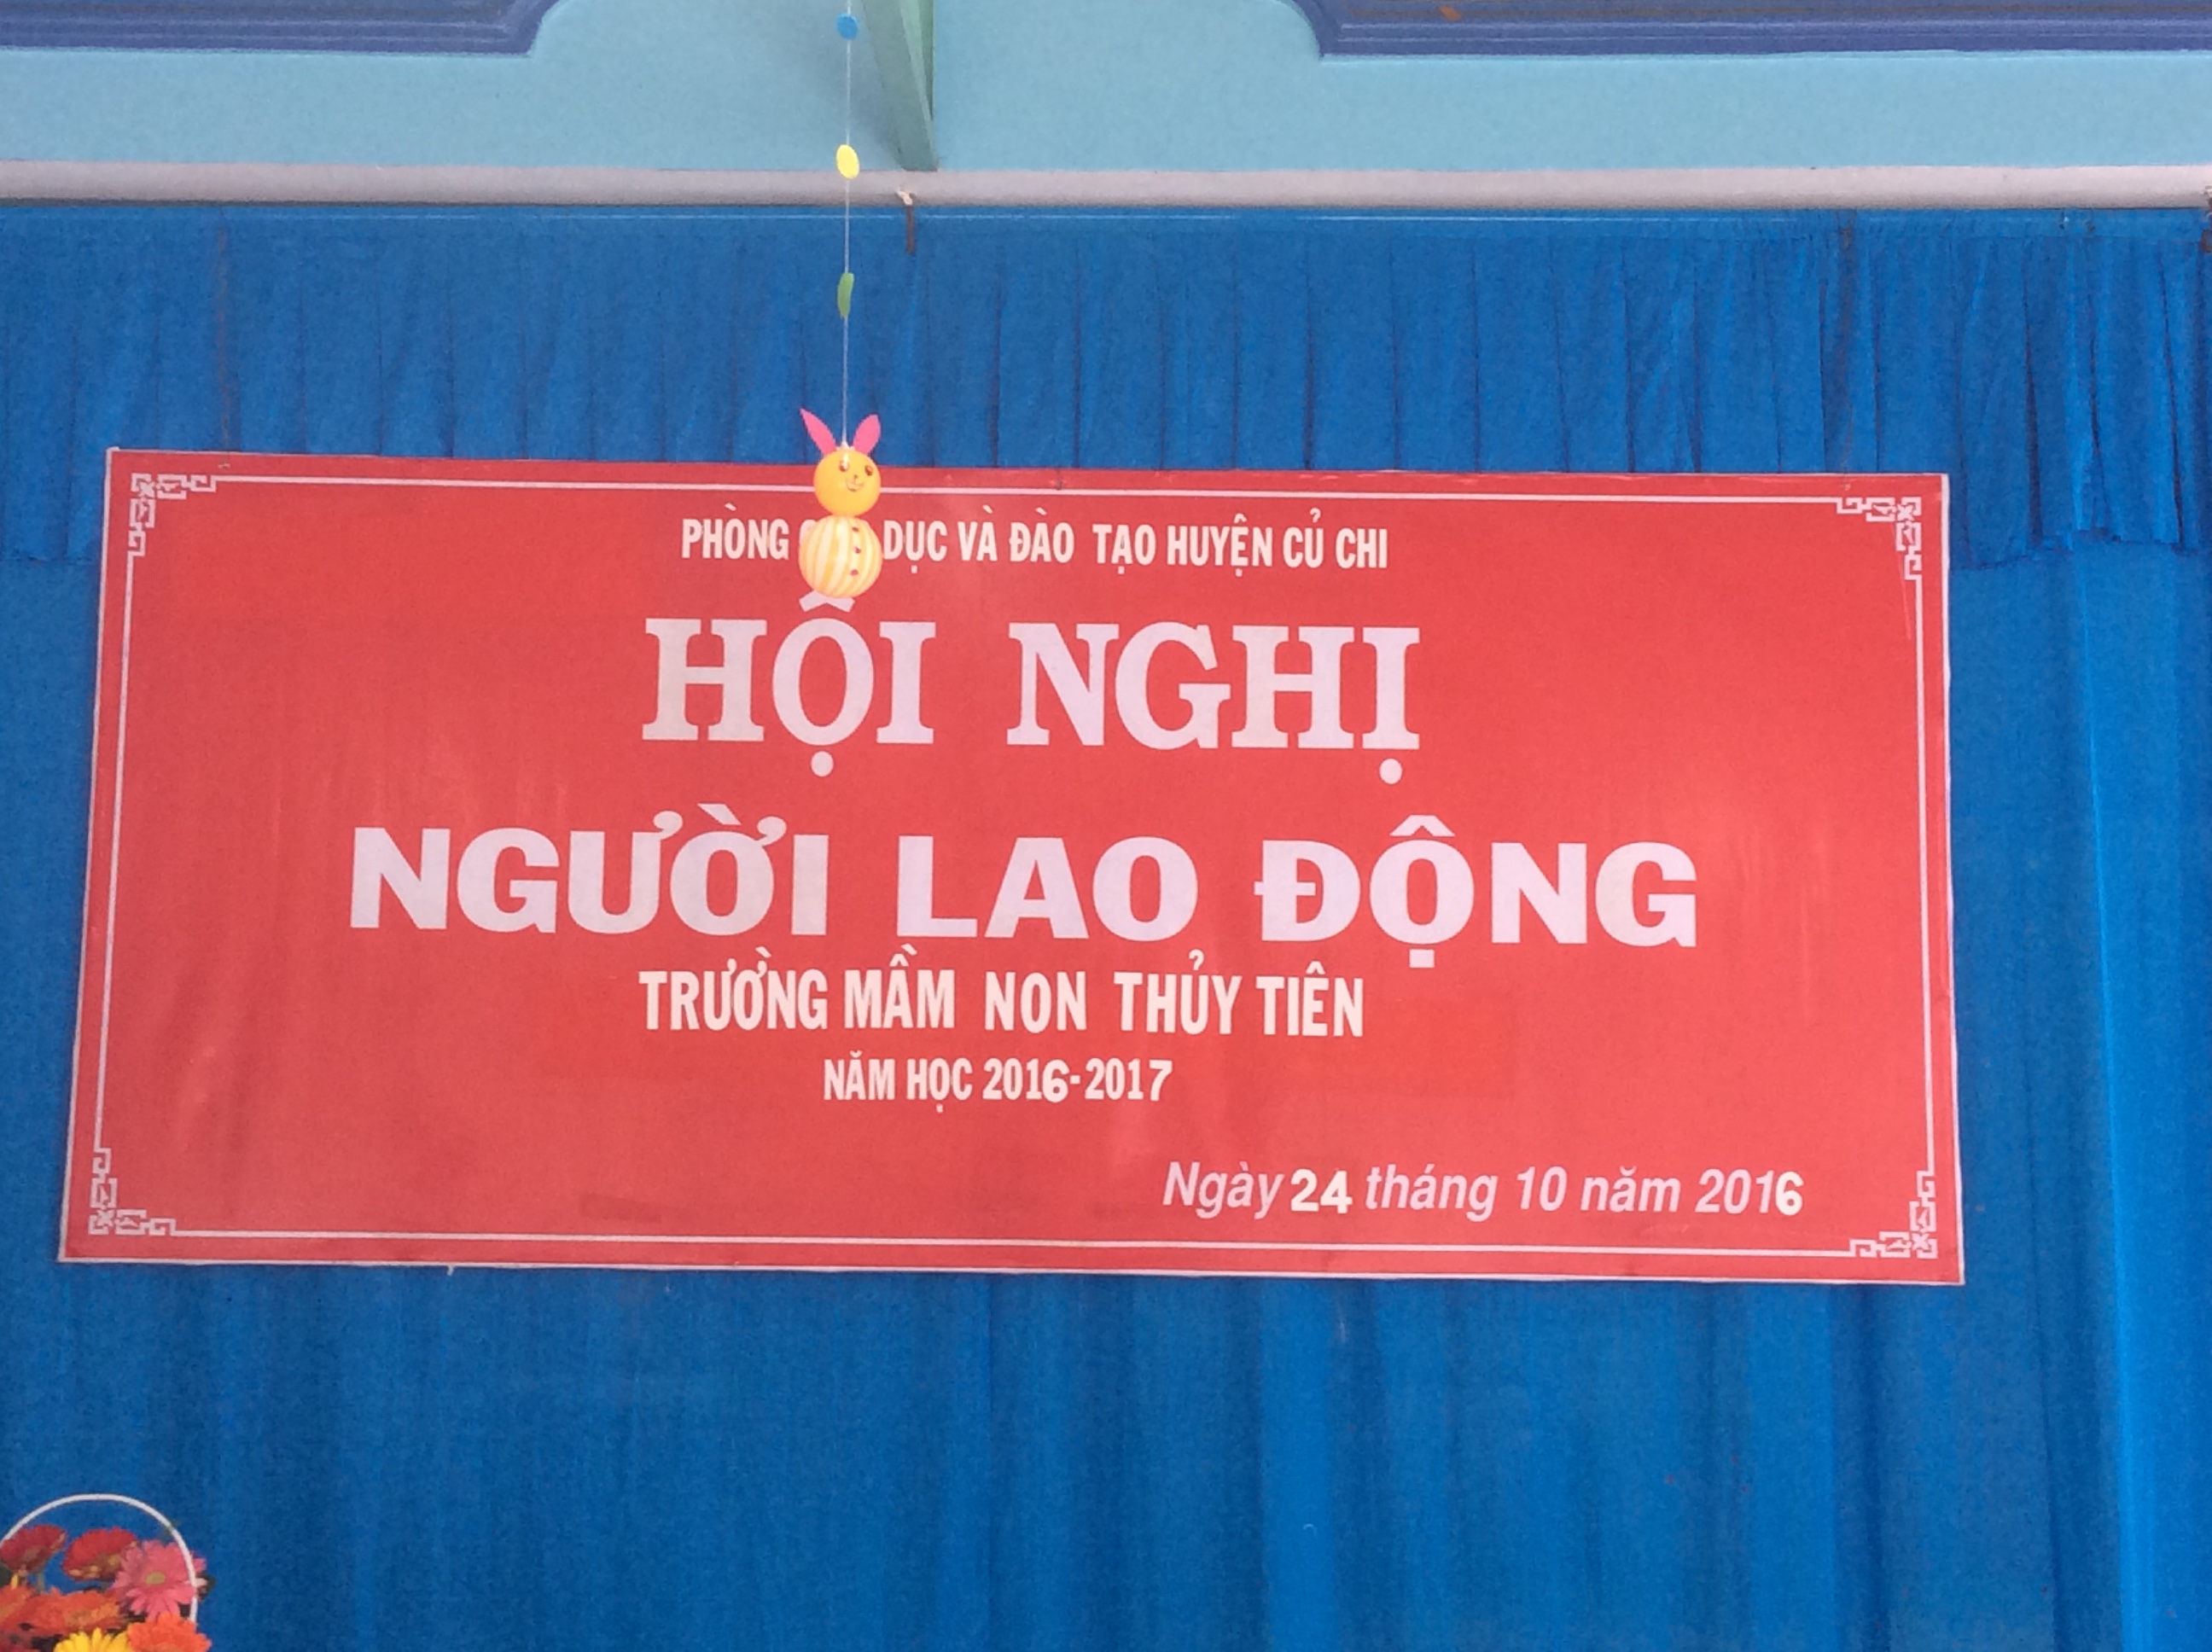 PHÒNG DỤC VÀ ĐÀO TẠO HUYỆN CỦ CHI
HỘI NGHỊ
NGƯỜI LAO ĐỘNG
TRƯỜNG MẦM NON THỦY TIÊN
NĂM HỌC 2016-2017
Ngày 24 tháng 10 năm 2016